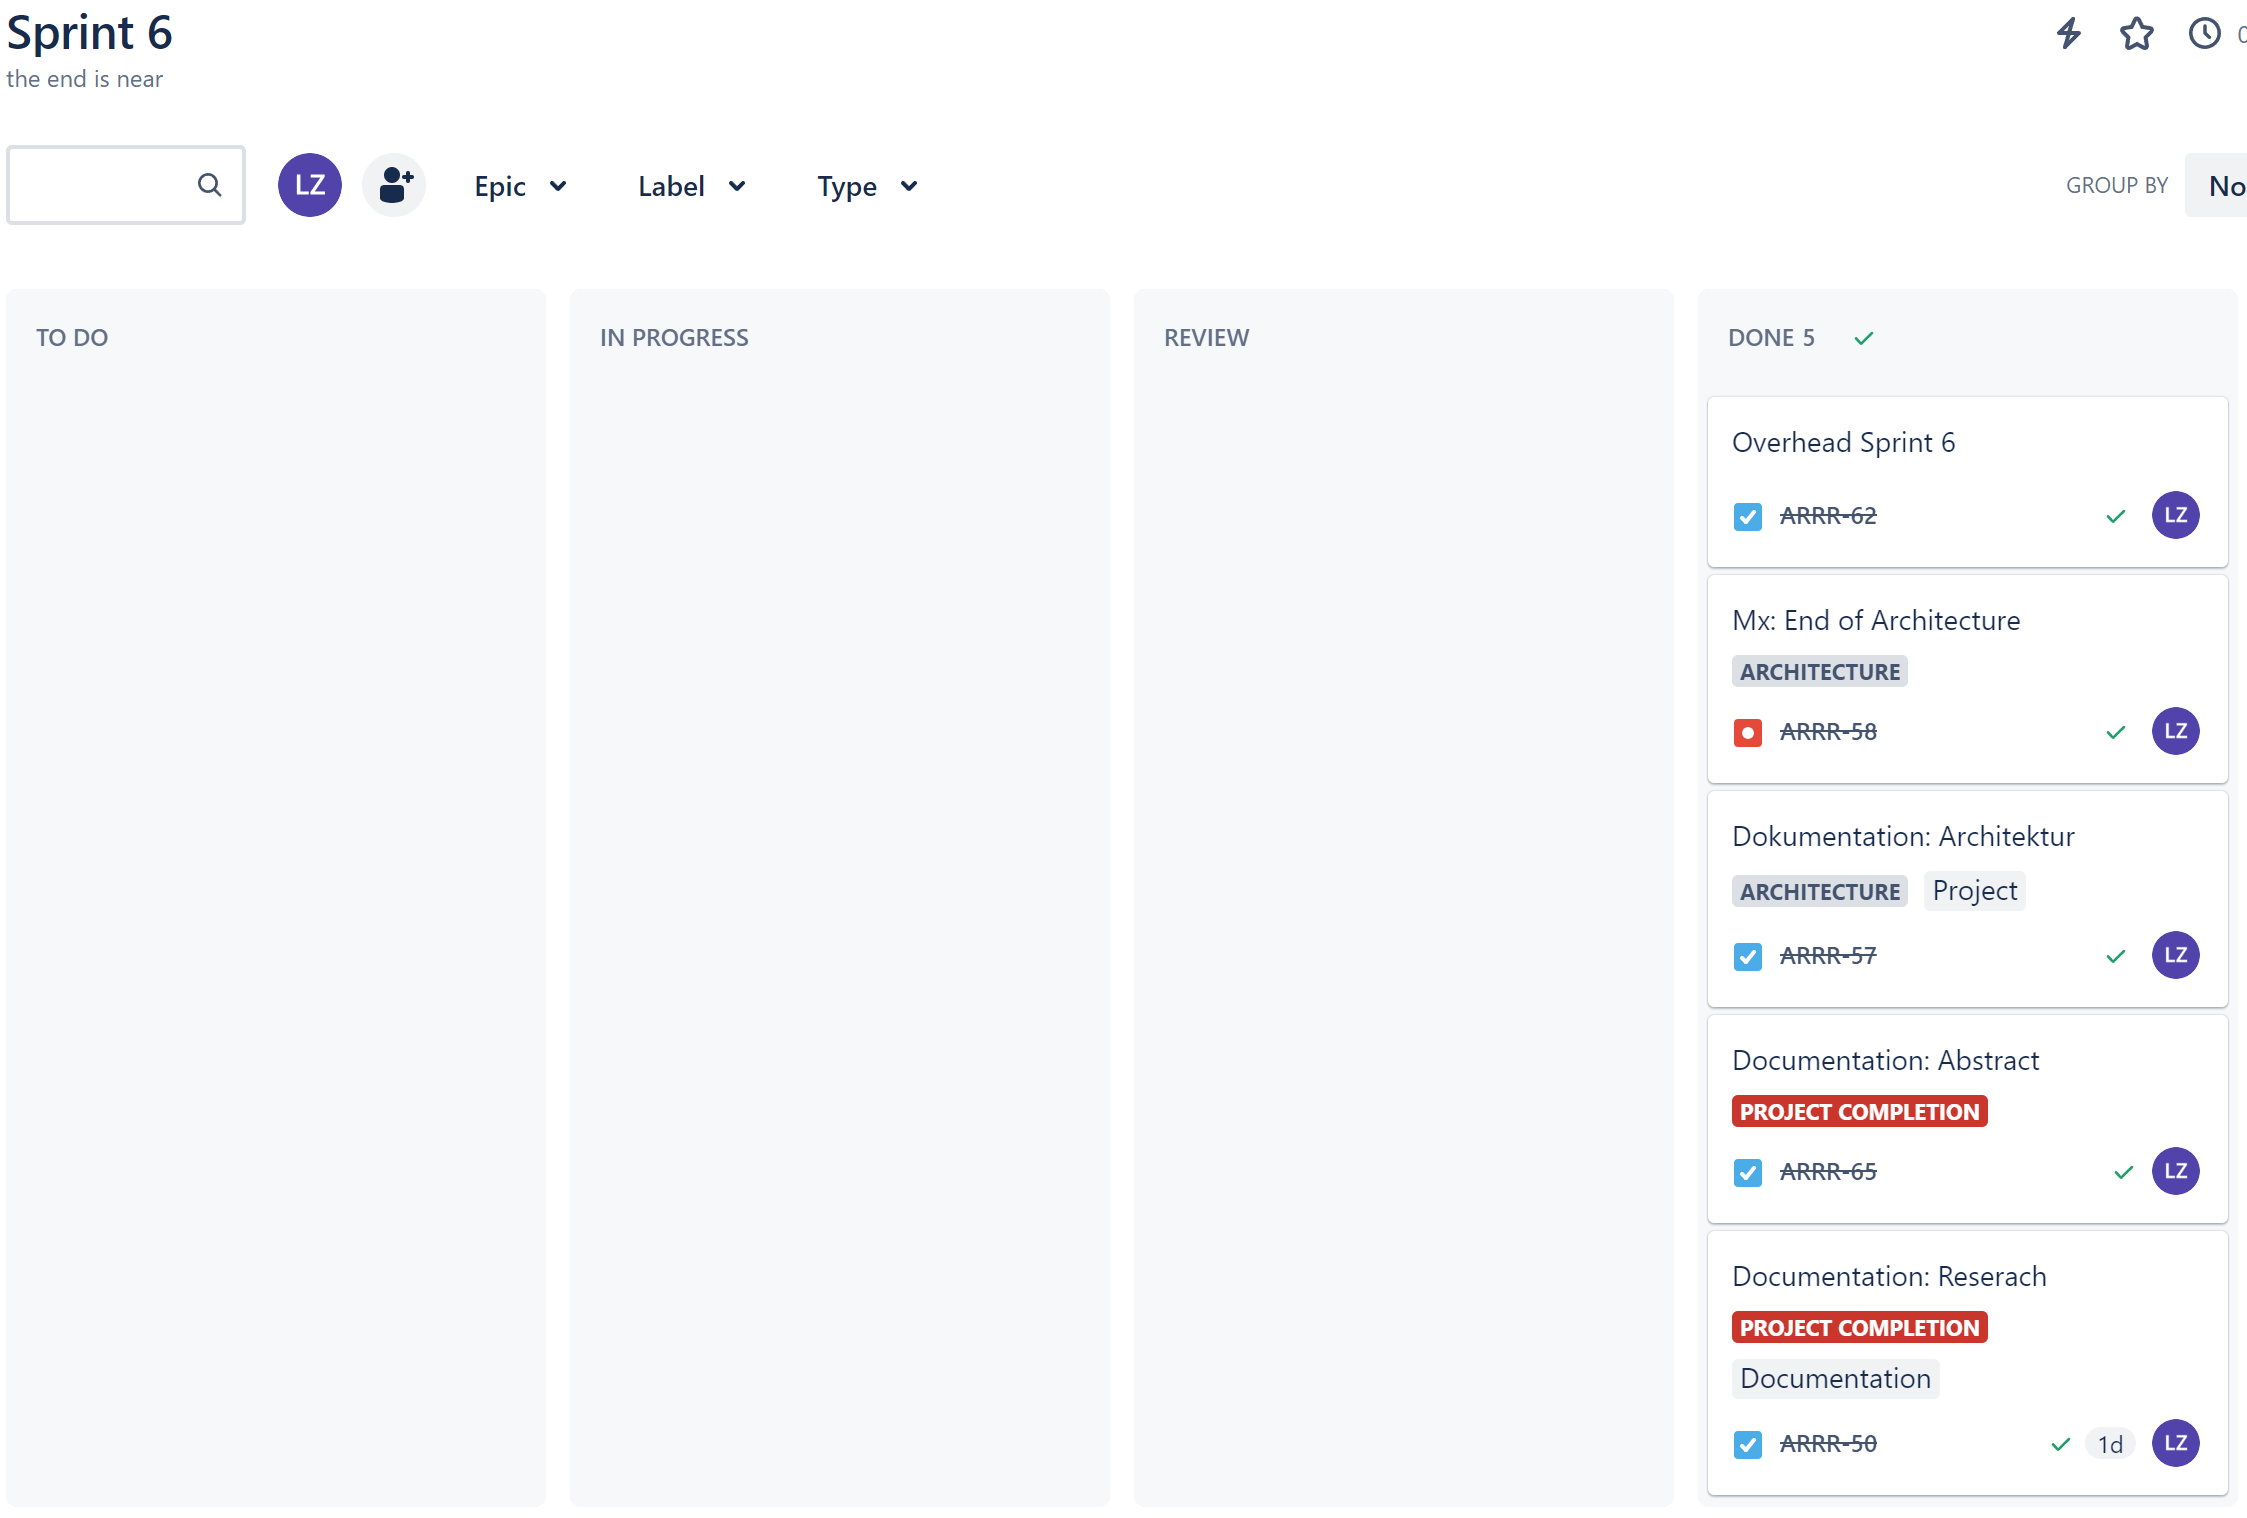 Sprint 6
the end is near
LZ
Epic
Label
Type
GROUP BY
No
TO DO
IN PROGRESS
REVIEW
DONE 5
Overhead Sprint 6
ARRR-62
LZ
Mx: End of Architecture
ARCHITECTURE
ARRR-58
LZ
Dokumentation: Architektur
ARCHITECTURE Project
ARRR-57
LZ
Documentation: Abstract
PROJECT COMPLETION
ARRR-65
LZ
Documentation: Reserach
PROJECT COMPLETION
Documentation
ARRR-50
1d
LZ